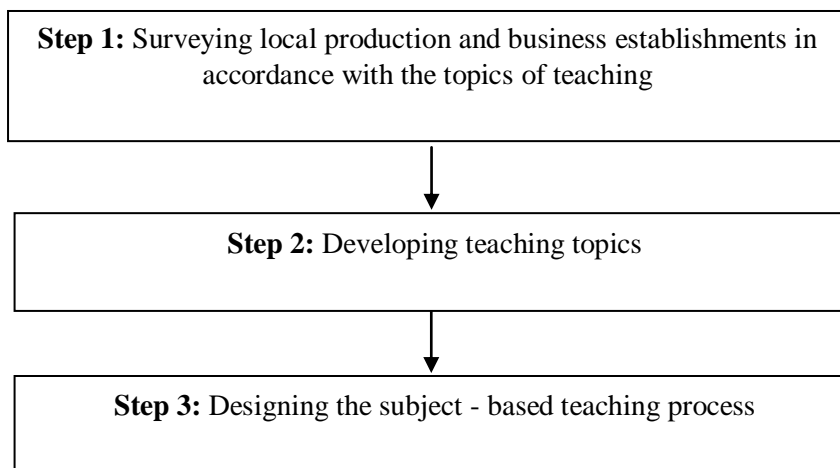 Step 1: Surveying local production and business establishments in
accordance with the topics of teaching
Step 2: Developing teaching topics
Step 3: Designing the subject - based teaching process